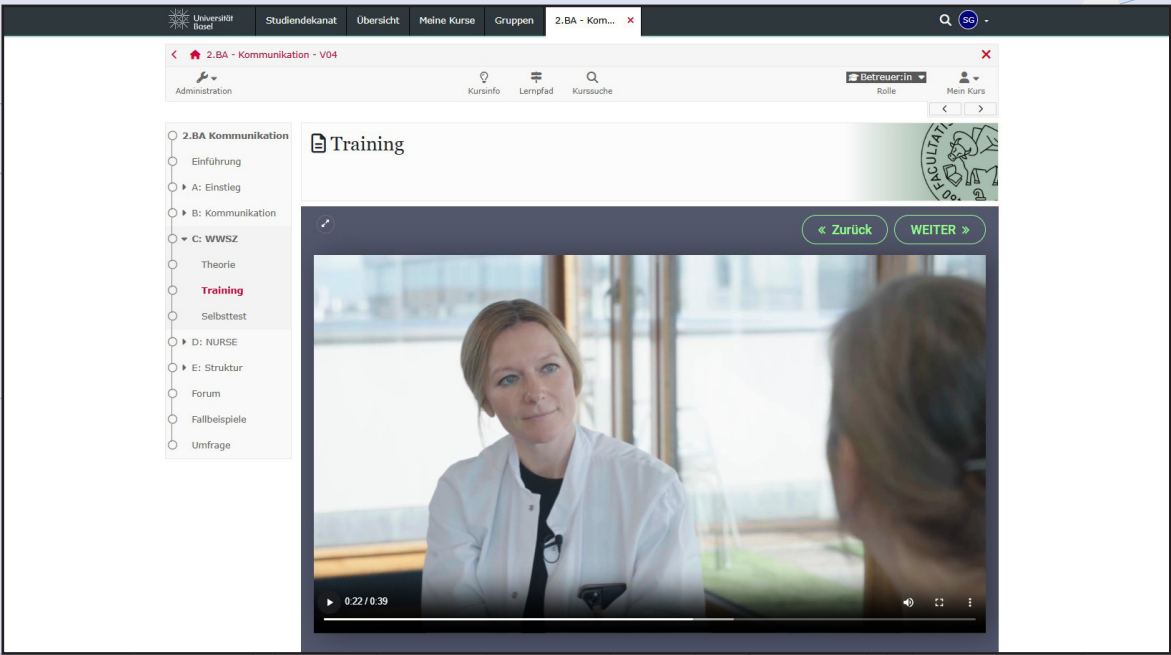 Universität
Basel
Studiendekanat
Übersicht
Meine Kurse
Gruppen
2.BA - Kom... ×
SG
2.BA - Kommunikation - V04
Administration
Kursinfo
Lernpfad
Kurssuche
Betreuer:in
Rolle
Mein Kurs
2.BA Kommunikation
Einführung
A: Einstieg
B: Kommunikation
C: WWSZ
Theorie
Training
Selbsttest
D: NURSE
E: Struktur
Forum
Fallbeispiele
Umfrage
Training
FACULTATIS
« Zurück
WEITER »
0:22 / 0:39